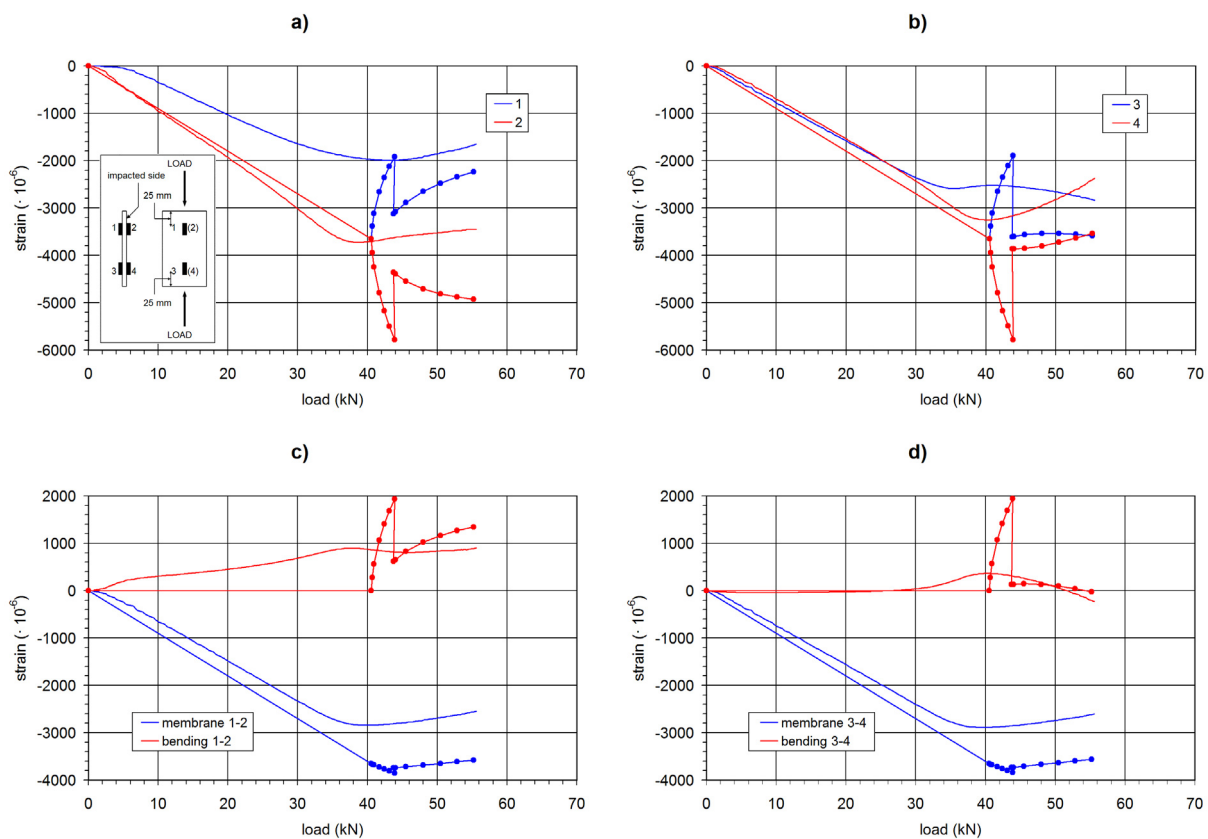 a)
0
-1000
-2000
-3000
-4000
-5000
-6000
strain (· 10⁻⁶)
1
2
LOAD
impacted side
25 mm
1 2
1 (2)
3 4
3 (4)
25 mm
LOAD
0 10 20 30 40 50 60 70
load (kN)
b)
0
-1000
-2000
-3000
-4000
-5000
-6000
strain (· 10⁻⁶)
3
4
0 10 20 30 40 50 60 70
load (kN)
c)
2000
1000
0
-1000
-2000
-3000
-4000
strain (· 10⁻⁶)
membrane 1-2
bending 1-2
0 10 20 30 40 50 60 70
load (kN)
d)
2000
1000
0
-1000
-2000
-3000
-4000
strain (· 10⁻⁶)
membrane 3-4
bending 3-4
0 10 20 30 40 50 60 70
load (kN)